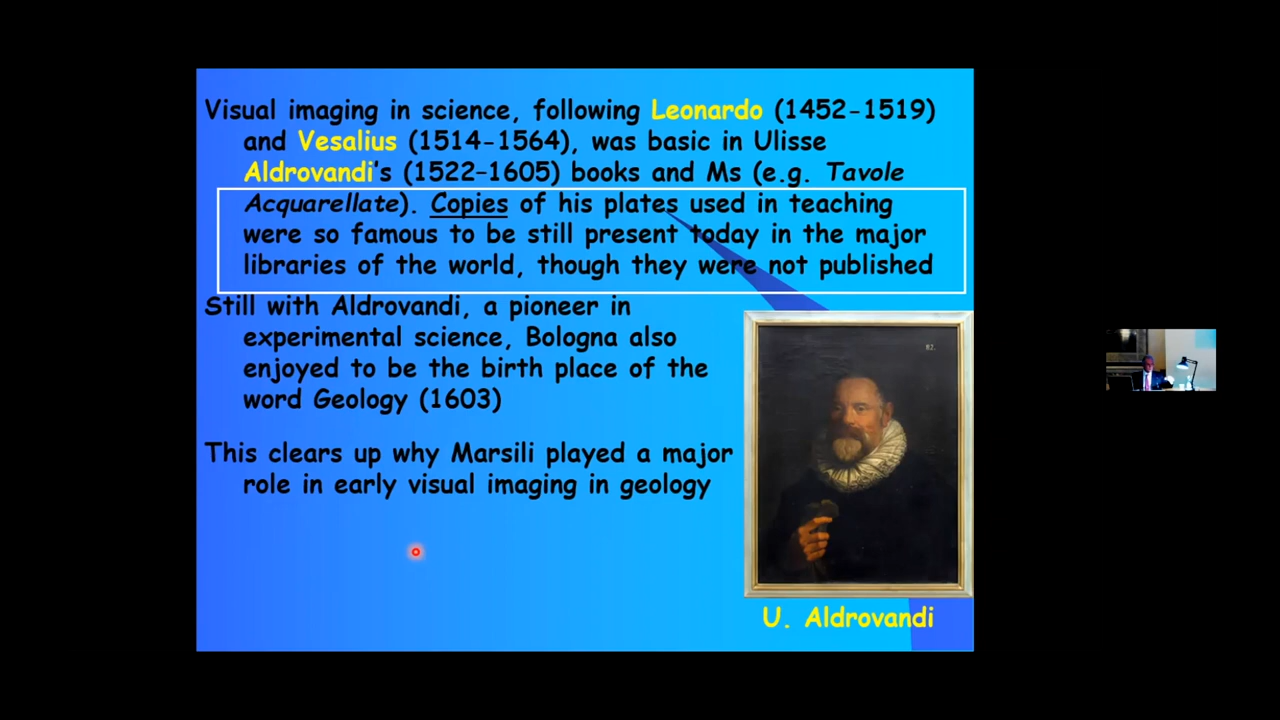 Visual imaging in science, following Leonardo (1452-1519)
and Vesalius (1514-1564), was basic in Ulisse
Aldrovandi's (1522-1605) books and Ms (e.g. Tavole
Acquarellate). Copies of his plates used in teaching
were so famous to be still present today in the major
libraries of the world, though they were not published
Still with Aldrovandi, a pioneer in
experimental science, Bologna also
enjoyed to be the birth place of the
word Geology (1603)
This clears up why Marsili played a major
role in early visual imaging in geology
82.
U. Aldrovandi